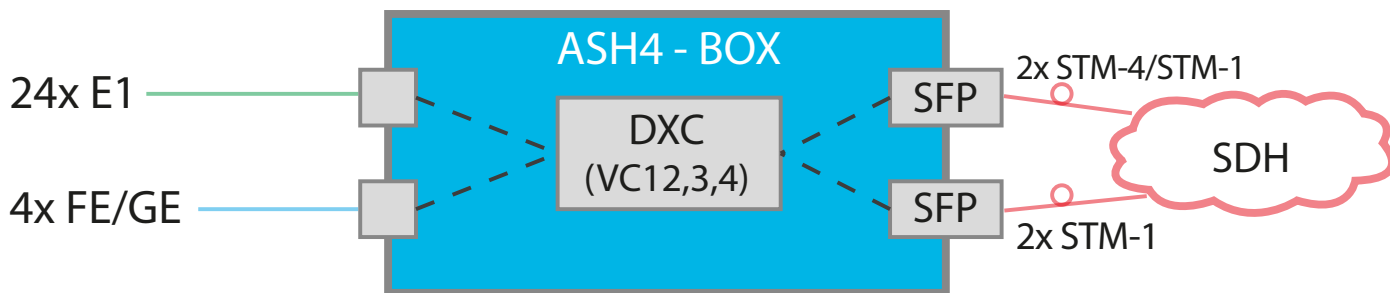 ASH4 - BOX
24x E1
4x FE/GE
DXC
(VC12,3,4)
SFP
SFP
2x STM-4/STM-1
2x STM-1
SDH